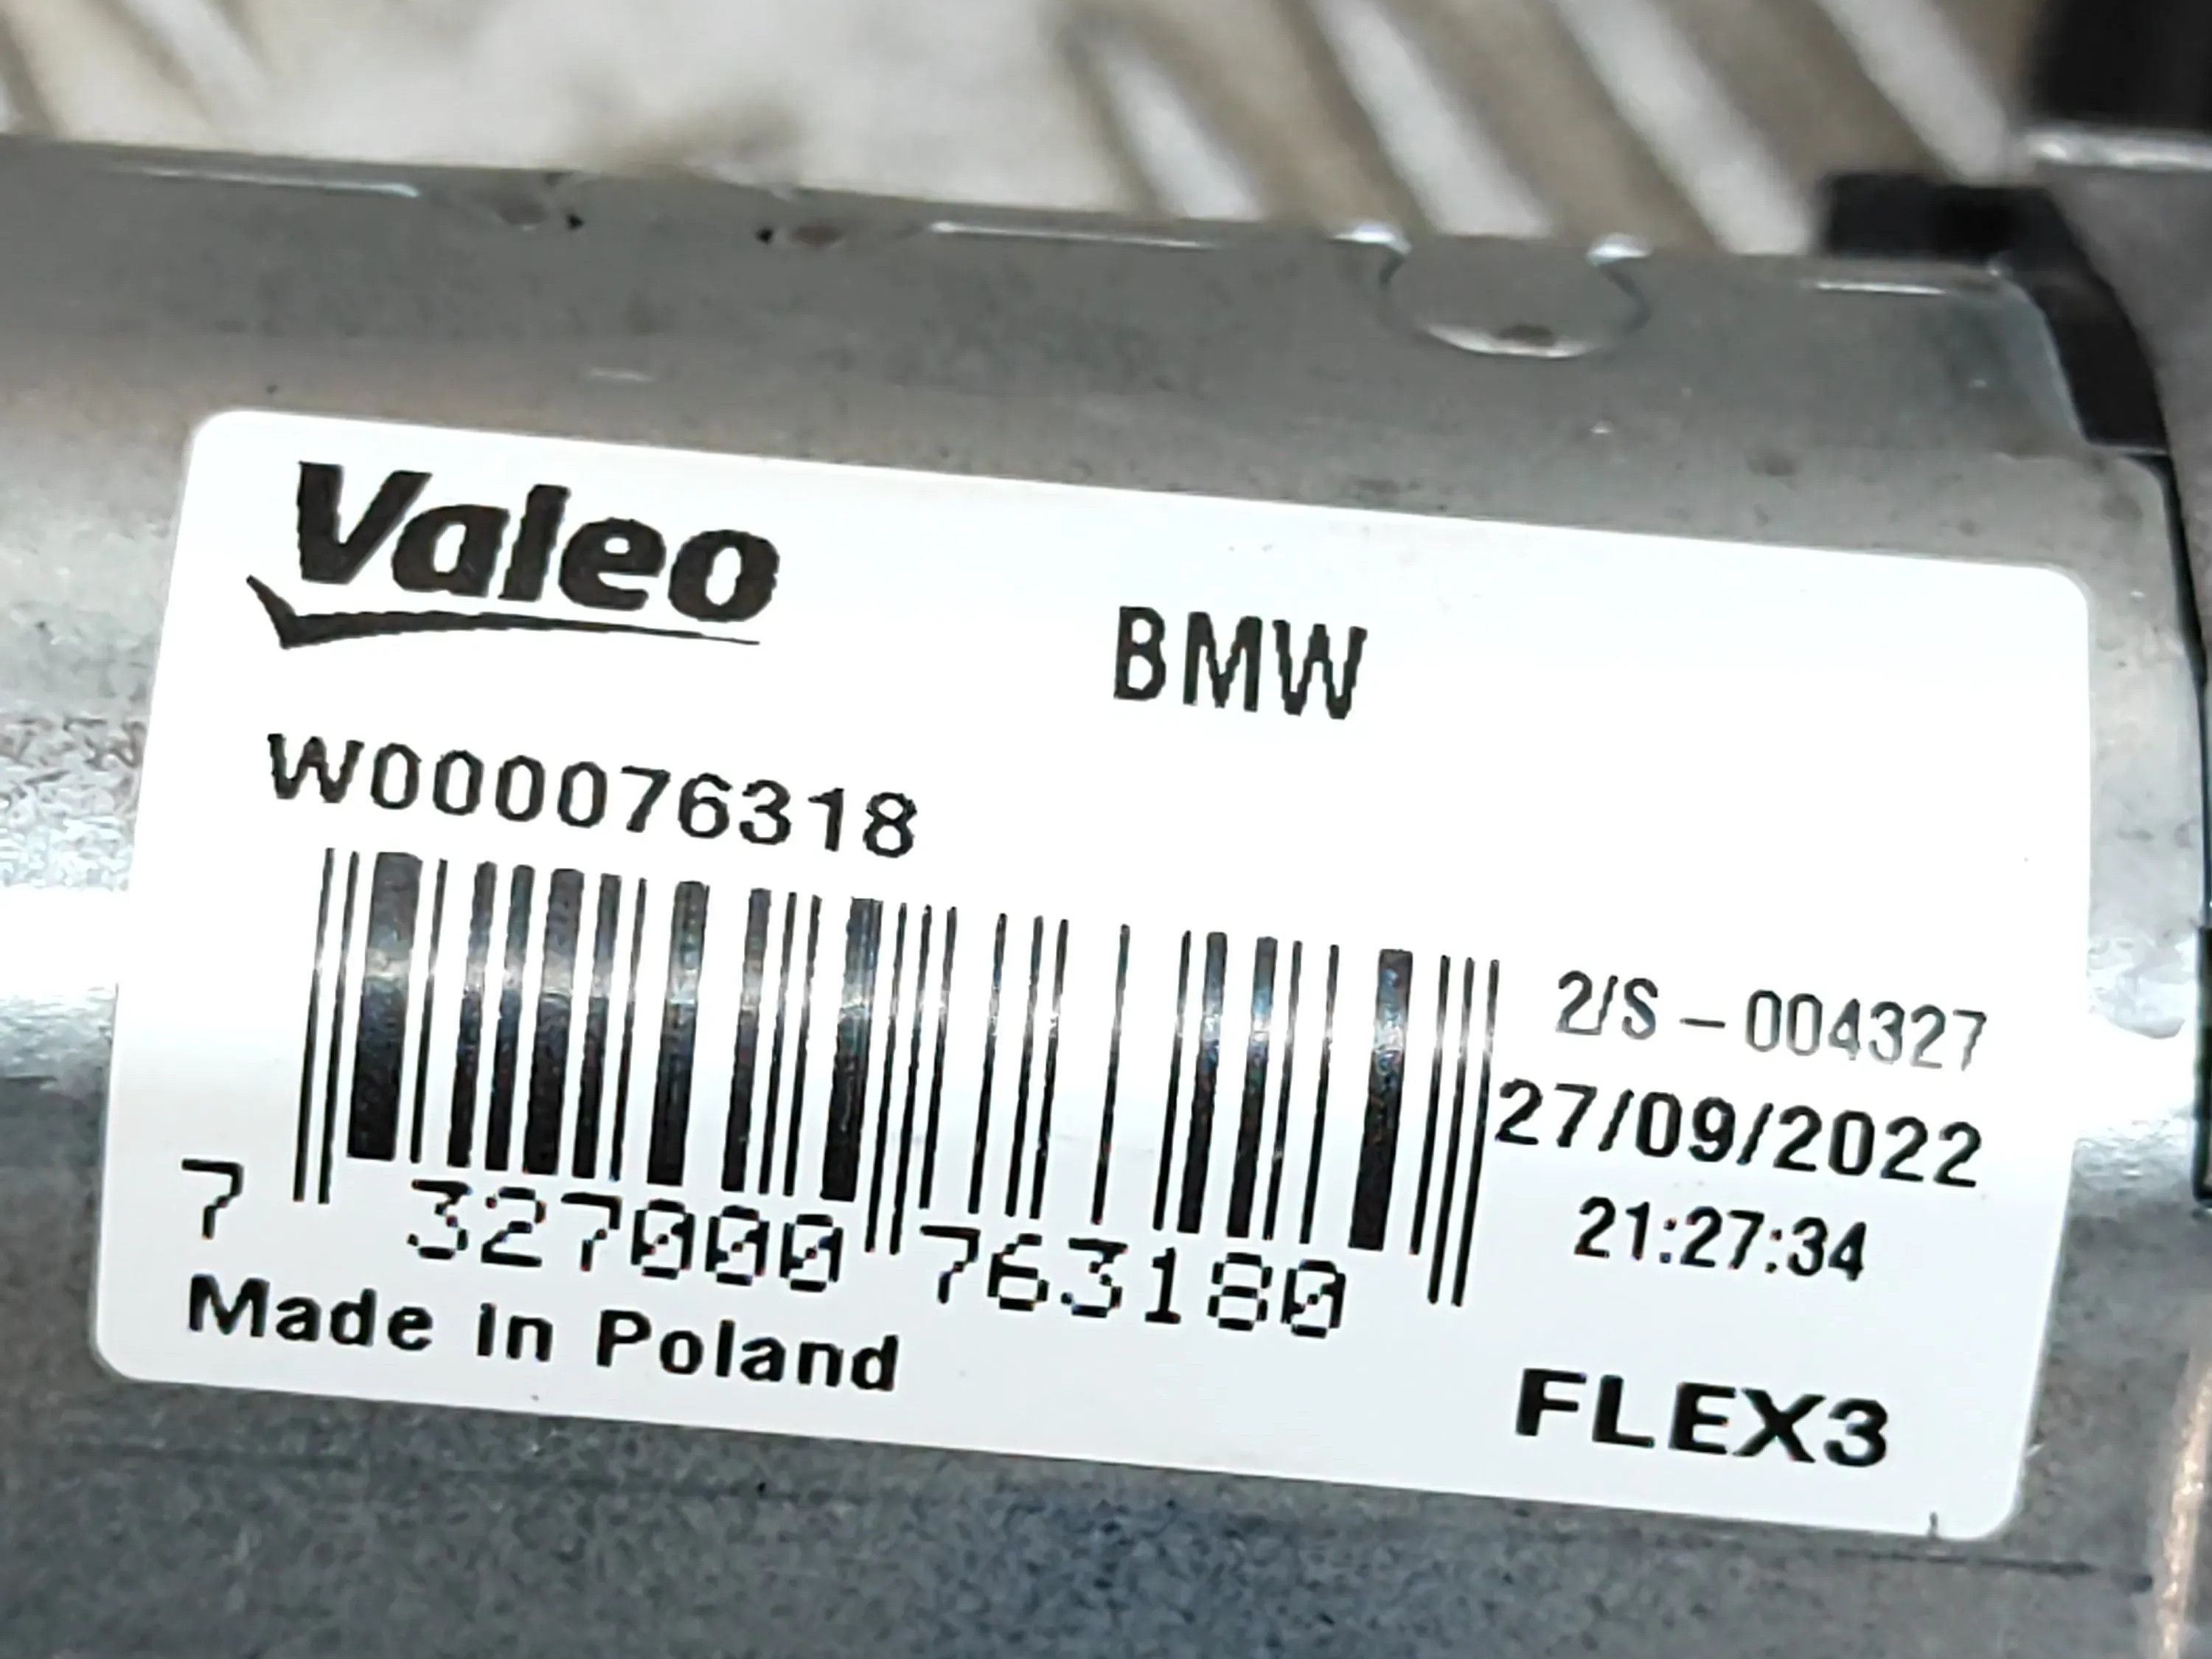 Valeo
BMW
W000076318
2/S - 004327
27/09/2022
21:27:34
7 327000 763180
Made in Poland
FLEX3